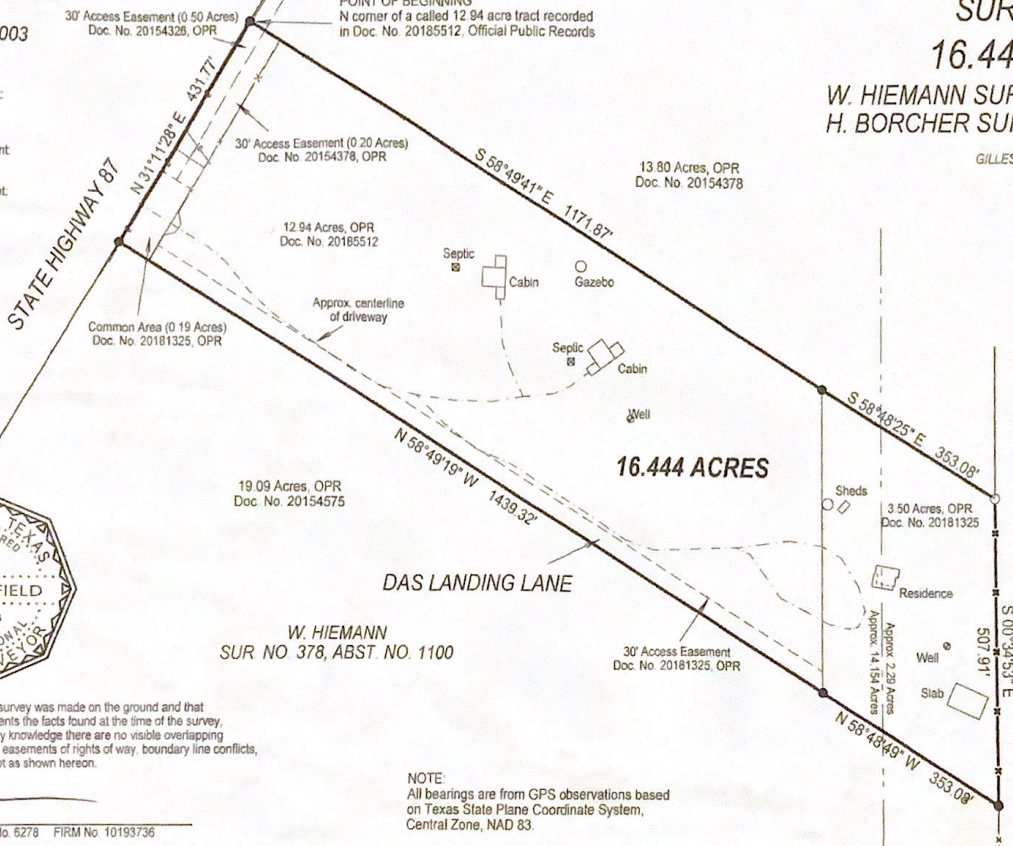 30' Access Easement (0.50 Acres)
Doc. No. 20154326, OPR
POINT OF BEGINNING
N corner of a called 12.94 acre tract recorded
in Doc. No. 20185512, Official Public Records
003
SUR
16.44
W. HIEMANN SUR
H. BORCHER SUR
GILLES
N 31°11'28" E 431.77'
30' Access Easement (0.20 Acres)
Doc. No. 20154378, OPR
S 58°49'41" E 1171.87'
13.80 Acres, OPR
Doc. No. 20154378
STATE HIGHWAY 87
12.94 Acres, OPR
Doc. No. 20185512
Septic
Cabin
Gazebo
Approx. centerline
of driveway
Common Area (0.19 Acres)
Doc. No. 20181325, OPR
Septic
Cabin
Well
S 58°48'25" E 353.08'
16.444 ACRES
N 58°49'19" W 1439.32'
19.09 Acres, OPR
Doc. No. 20154575
Sheds
3.50 Acres, OPR
Doc. No. 20181325
DAS LANDING LANE
Residence
TEXAS
FIELD
W. HIEMANN
SUR. NO. 378, ABST. NO. 1100
30' Access Easement
Doc. No. 20181325, OPR
Approx. 2.29 Acres
Approx. 14.154 Acres
S 00°34'53" E
507.91'
Well
Slab
N 58°48'49" W 353.09'
survey was made on the ground and that
ents the facts found at the time of the survey,
y knowledge there are no visible overlapping
easements of rights of way, boundary line conflicts,
t as shown hereon.
NOTE:
All bearings are from GPS observations based
on Texas State Plane Coordinate System,
Central Zone, NAD 83.
No. 6278 FIRM No. 10193736